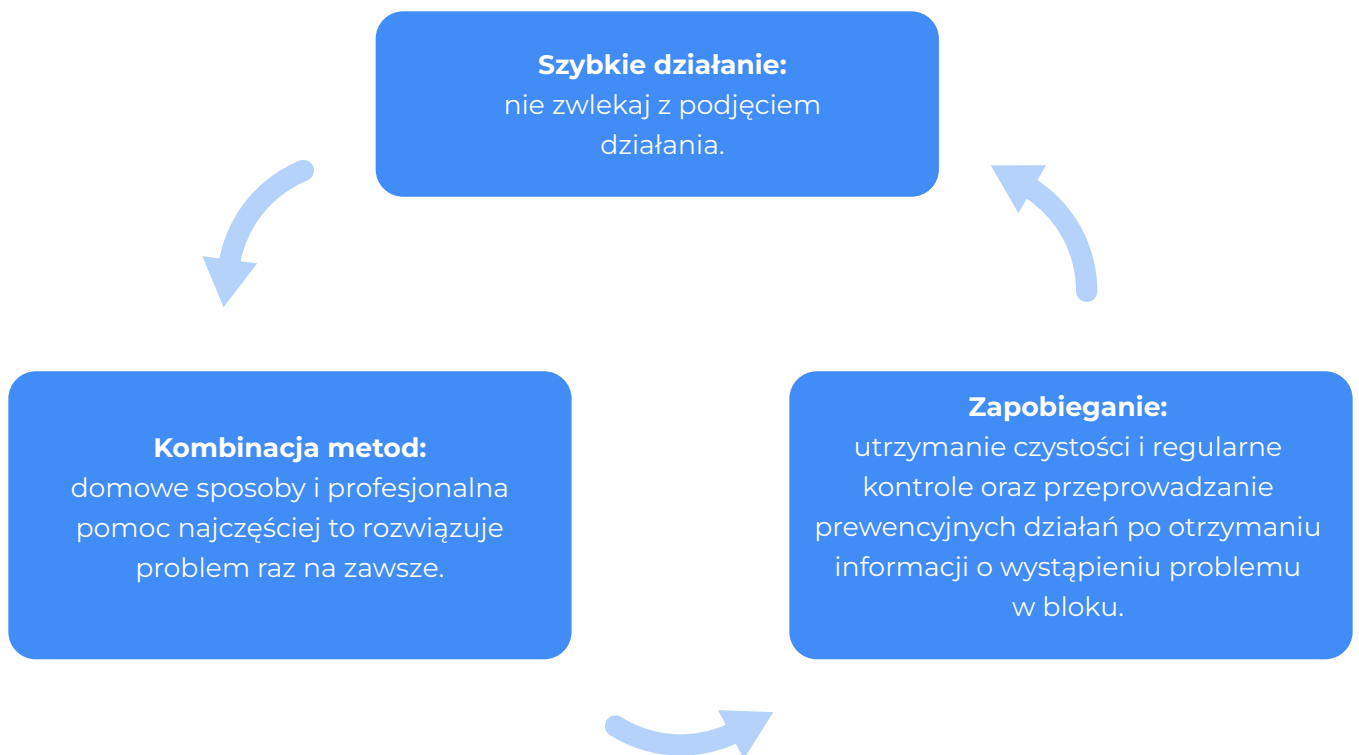 Szybkie działanie:
nie zwlekaj z podjęciem
działania.
Kombinacja metod:
domowe sposoby i profesjonalna
pomoc najczęściej to rozwiązuje
problem raz na zawsze.
Zapobieganie:
utrzymanie czystości i regularne
kontrole oraz przeprowadzanie
prewencyjnych działań po otrzymaniu
informacji o wystąpieniu problemu
w bloku.